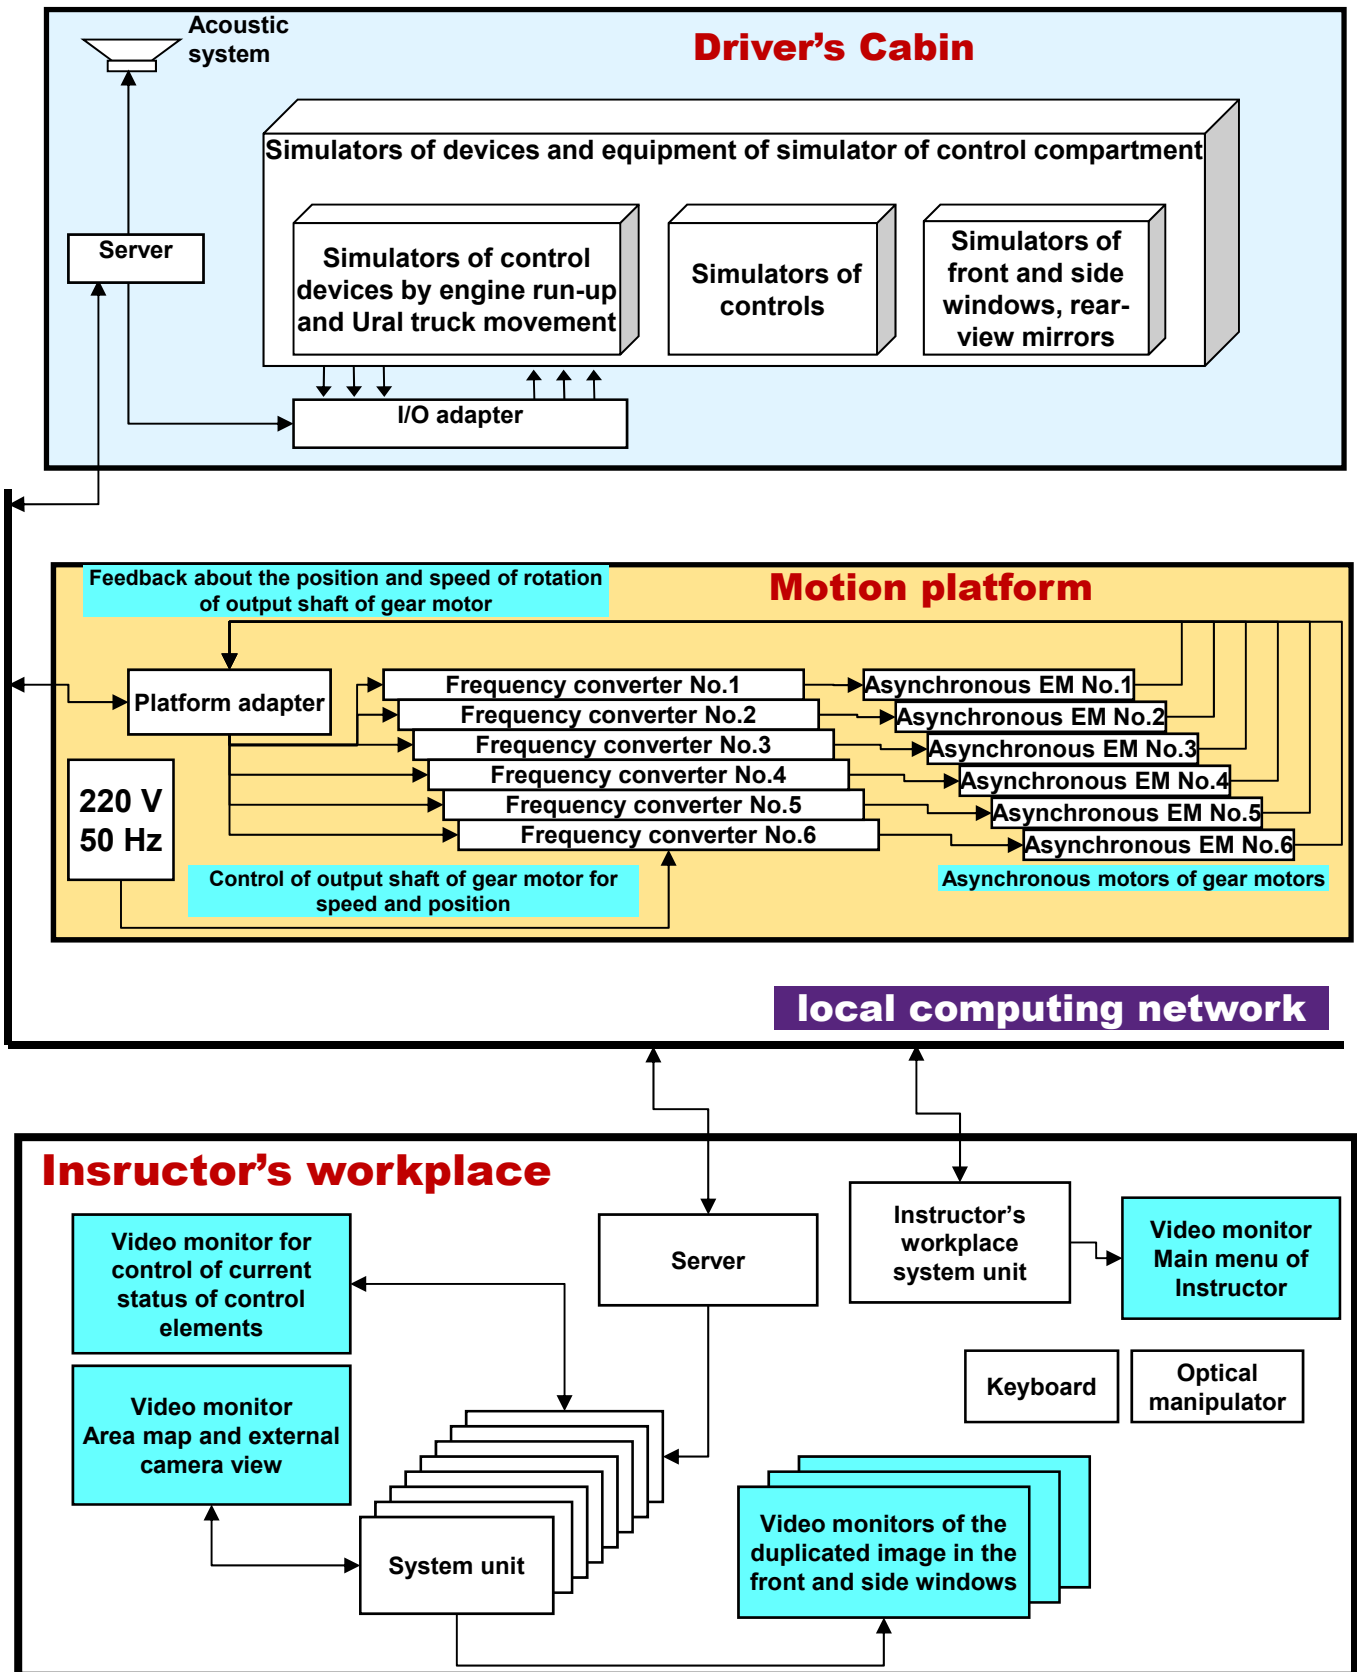 Acoustic
system
Driver's Cabin
Simulators of devices and equipment of simulator of control compartment
Server
Simulators of control
devices by engine run-up
and Ural truck movement
Simulators of
controls
Simulators of
front and side
windows, rear-
view mirrors
I/O adapter
Feedback about the position and speed of rotation
of output shaft of gear motor
Motion platform
Platform adapter
Frequency converter No.1
Frequency converter No.2
Frequency converter No.3
Frequency converter No.4
Frequency converter No.5
Frequency converter No.6
Asynchronous EM No.1
Asynchronous EM No.2
Asynchronous EM No.3
Asynchronous EM No.4
Asynchronous EM No.5
Asynchronous EM No.6
220 V
50 Hz
Control of output shaft of gear motor for
speed and position
Asynchronous motors of gear motors
local computing network
Insructor's workplace
Video monitor for
control of current
status of control
elements
Server
Instructor's
workplace
system unit
Video monitor
Main menu of
Instructor
Video monitor
Area map and external
camera view
Keyboard
Optical
manipulator
System unit
Video monitors of the
duplicated image in the
front and side windows